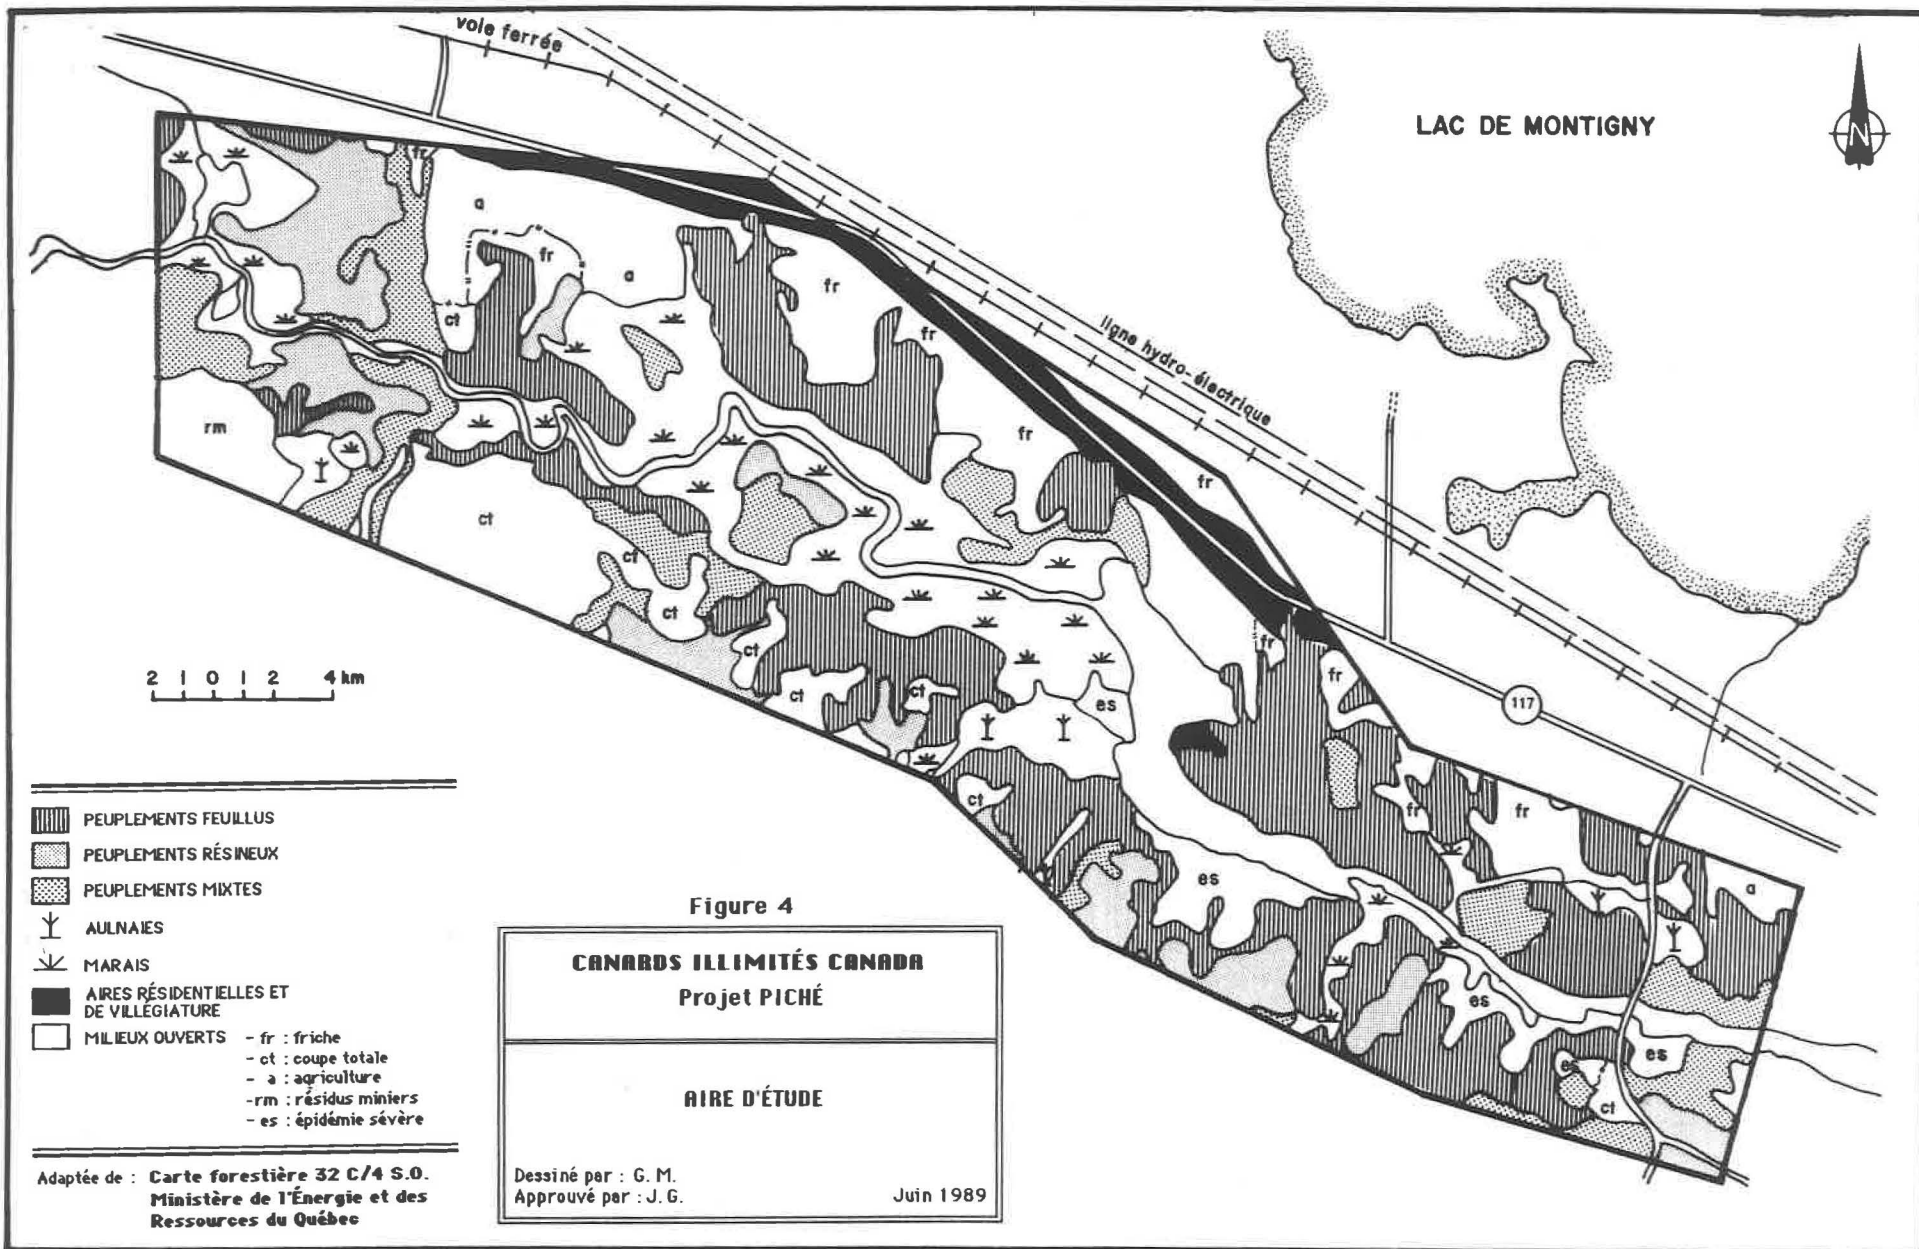 voie ferrée
LAC DE MONTIGNY
N
ligne hydro-électrique
fr
a
fr
a
fr
ct
fr
fr
rm
fr
ct
ct
ct
ct
ct
ct
es
fr
fr
117
ct
fr
fr
a
es
es
es
es
ct
2 1 0 1 2 4 km
PEUPLEMENTS FEUILLUS
PEUPLEMENTS RÉSINEUX
PEUPLEMENTS MIXTES
AULNAIES
MARAIS
AIRES RÉSIDENTIELLES ET
DE VILLÉGIATURE
MILIEUX OUVERTS - fr : friche
- ct : coupe totale
- a : agriculture
-rm : résidus miniers
- es : épidémie sévère
Adaptée de : Carte forestière 32 C/4 S.O.
Ministère de l'Énergie et des
Ressources du Québec
Figure 4
CANARDS ILLIMITÉS CANADA
Projet PICHÉ
AIRE D'ÉTUDE
Dessiné par : G. M.
Approuvé par : J. G. Juin 1989